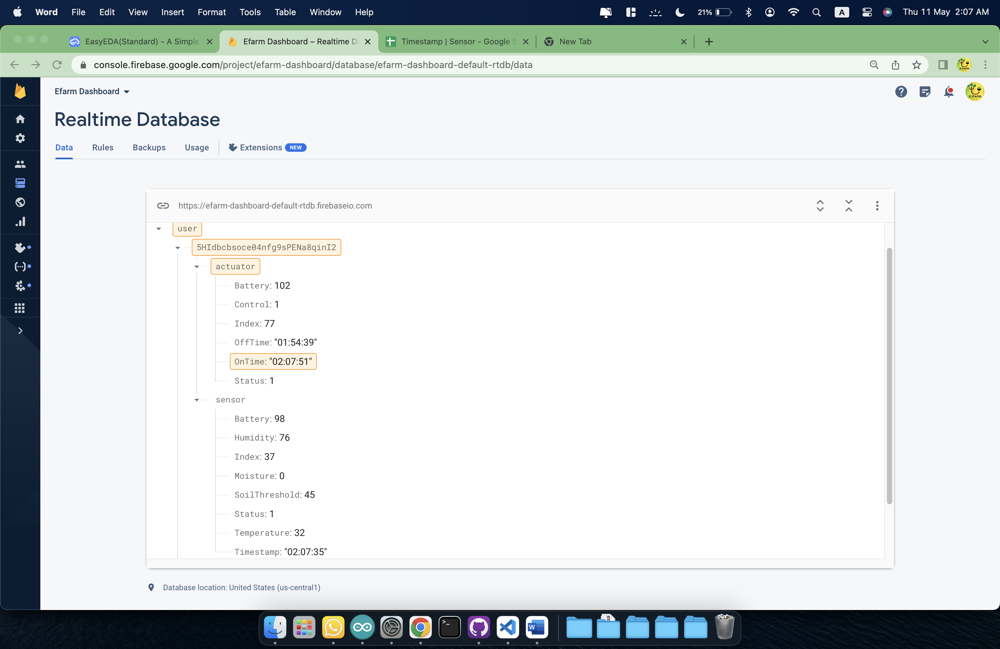 Word File Edit View Insert Format Tools Table Window Help 21% A Thu 11 May 2:07 AM
EasyEDA(Standard) - A Simple Efarm Dashboard – Realtime Da Timestamp | Sensor - Google S New Tab
console.firebase.google.com/project/efarm-dashboard/database/efarm-dashboard-default-rtdb/data
Efarm Dashboard
Realtime Database
Data Rules Backups Usage Extensions NEW
https://efarm-dashboard-default-rtdb.firebaseio.com
user
5HIdbcbsoce04nfg9sPENa8qinI2
actuator
Battery: 102
Control: 1
Index: 77
OffTime: "01:54:39"
OnTime: "02:07:51"
Status: 1
sensor
Battery: 98
Humidity: 76
Index: 37
Moisture: 0
SoilThreshold: 45
Status: 1
Temperature: 32
Timestamp: "02:07:35"
Database location: United States (us-central1)
E-FARM
W